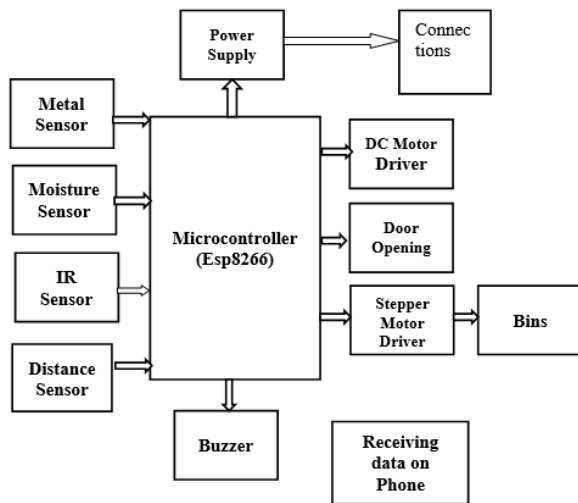 Power
Supply
Connec
tions
Metal
Sensor
Moisture
Sensor
IR
Sensor
Distance
Sensor
Microcontroller
(Esp8266)
DC Motor
Driver
Door
Opening
Stepper
Motor
Driver
Bins
Buzzer
Receiving
data on
Phone